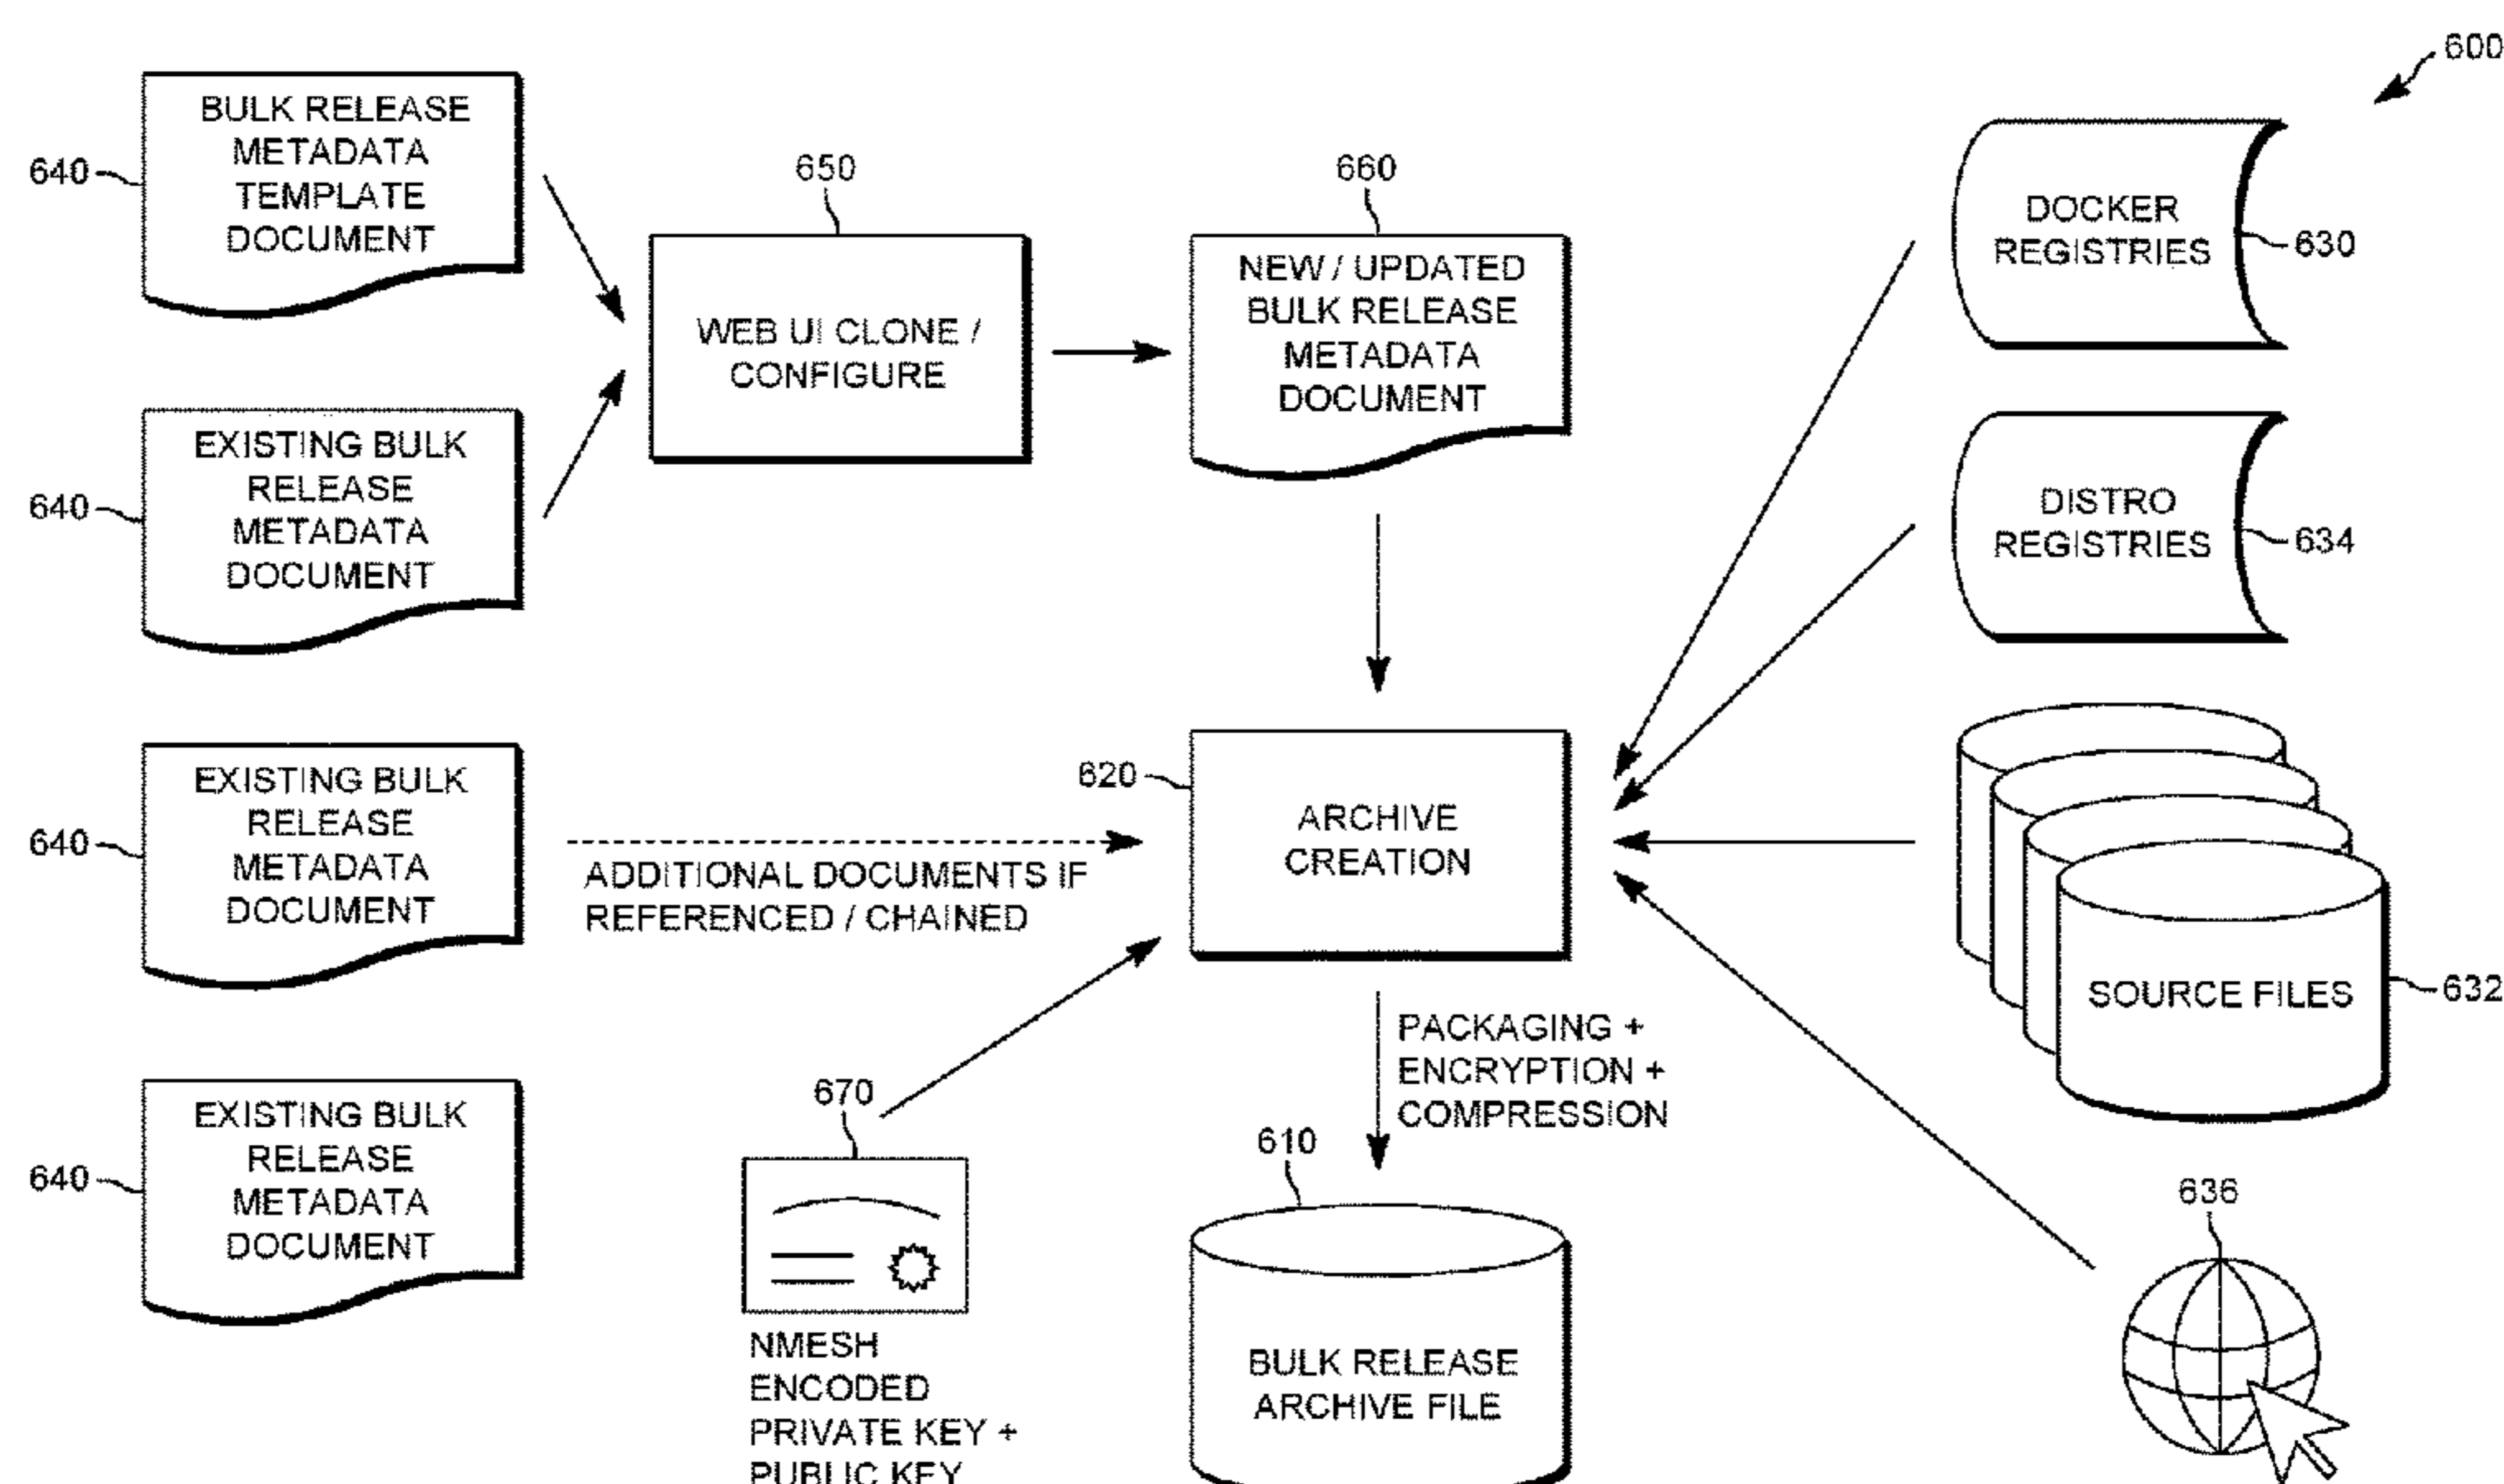 600
BULK RELEASE
METADATA
TEMPLATE
DOCUMENT
640
650
WEB UI CLONE /
CONFIGURE
660
NEW / UPDATED
BULK RELEASE
METADATA
DOCUMENT
DOCKER
REGISTRIES
630
EXISTING BULK
RELEASE
METADATA
DOCUMENT
640
DISTRO
REGISTRIES
634
EXISTING BULK
RELEASE
METADATA
DOCUMENT
640
ADDITIONAL DOCUMENTS IF
REFERENCED / CHAINED
620
ARCHIVE
CREATION
SOURCE FILES
632
PACKAGING +
ENCRYPTION +
COMPRESSION
EXISTING BULK
RELEASE
METADATA
DOCUMENT
640
670
NMESH
ENCODED
PRIVATE KEY +
PUBLIC KEY
610
BULK RELEASE
ARCHIVE FILE
636